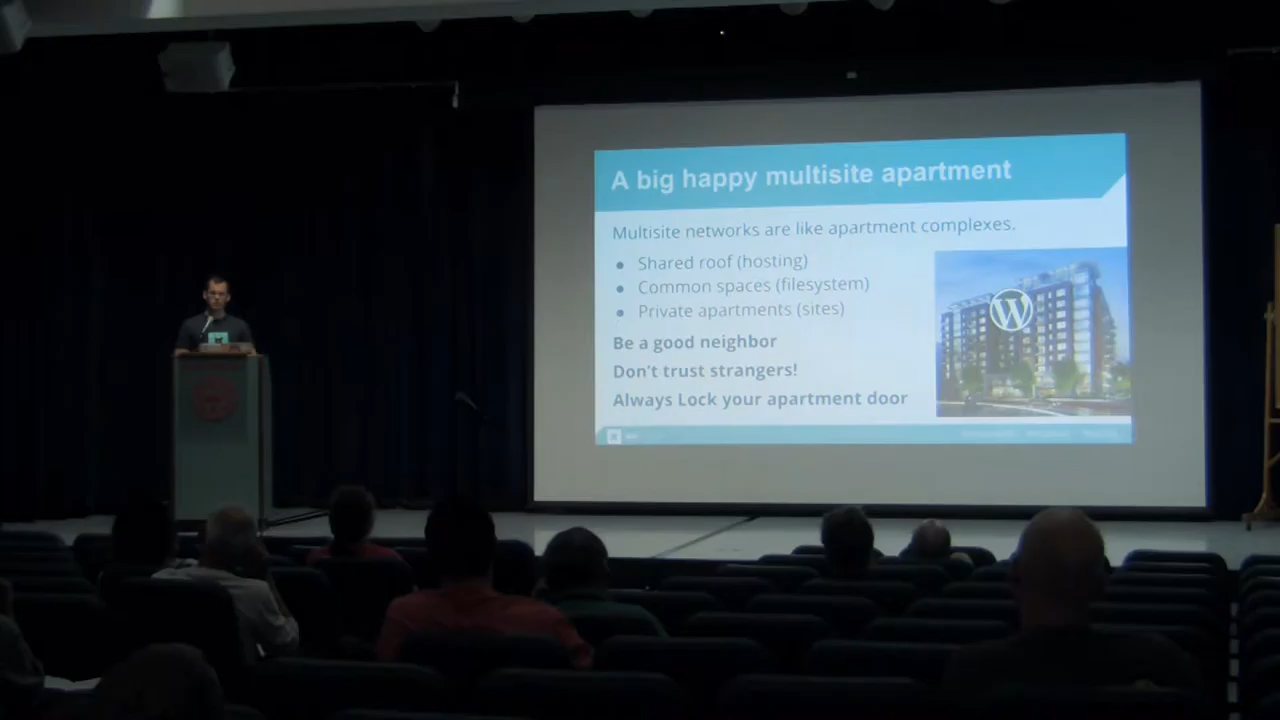 A big happy multisite apartment
Multisite networks are like apartment complexes.
● Shared roof (hosting)
● Common spaces (filesystem)
● Private apartments (sites)
Be a good neighbor
Don't trust strangers!
Always Lock your apartment door
W